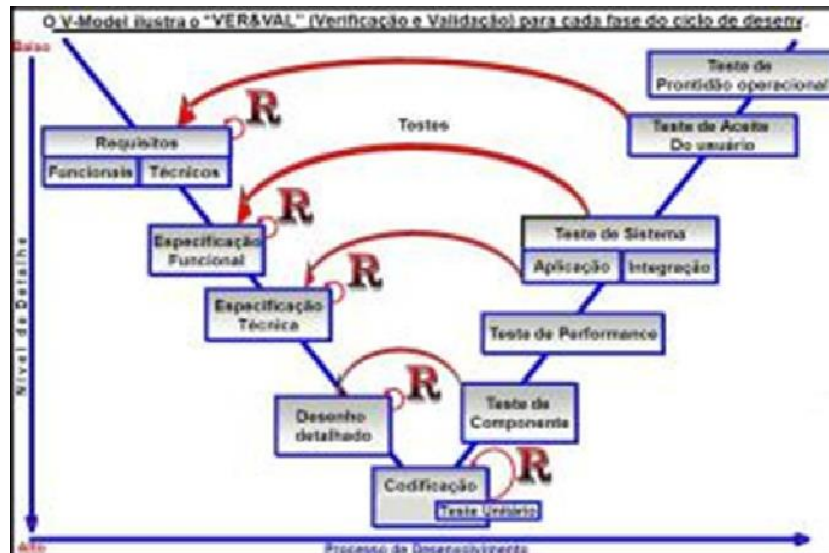 O V-Model ilustra o "VER&VAL" (Verificação e Validação) para cada fase do ciclo de desenv.
Baixo
Teste de
Prontidão operacional
R
Testes
Teste de Aceite
Do usuário
Requisitos
Funcionais
Técnicos
R
Especificação
Funcional
Teste de Sistema
Aplicação
Integração
R
Especificação
Técnica
Teste de Performance
Nível de Detalhe
R
Desenho
detalhado
Teste de
Componente
R
Codificação
Teste Unitário
Alto
Processo de Desenvolvimento